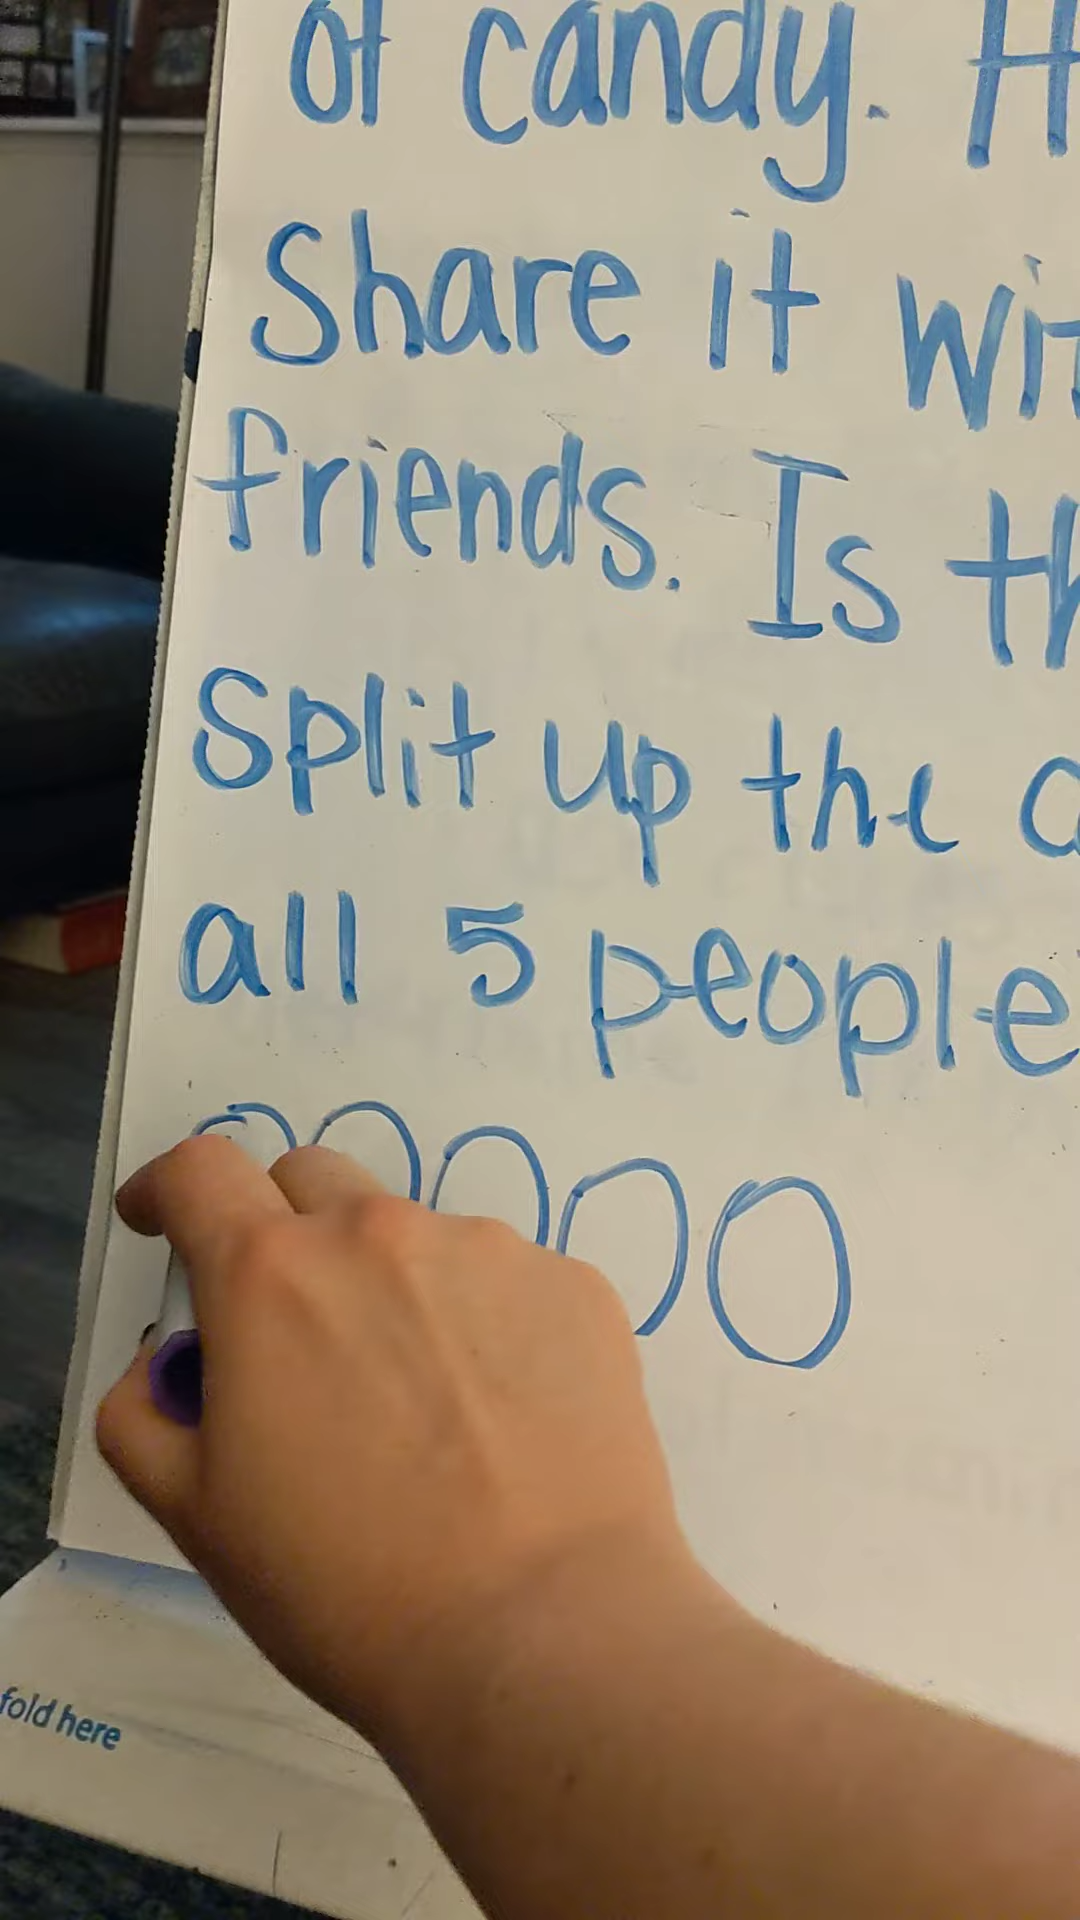 of candy.
share it
friends. Is
split up the
all 5 people
fold here